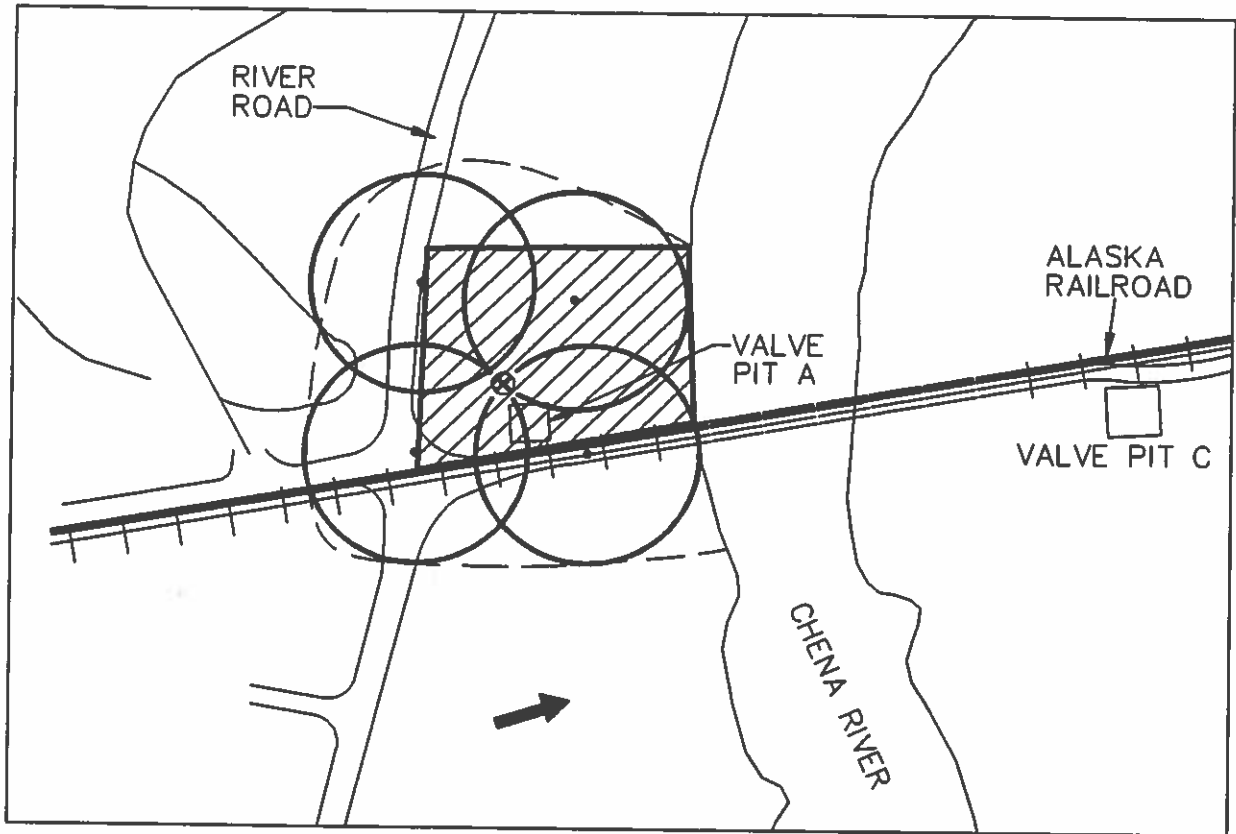 RIVER
ROAD
ALASKA
RAILROAD
VALVE
PIT A
VALVE PIT C
CHENA RIVER